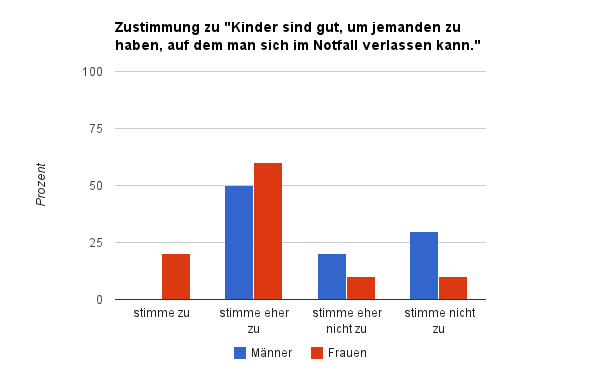 Zustimmung zu "Kinder sind gut, um jemanden zu
haben, auf dem man sich im Notfall verlassen kann."
100
75
50
25
0
Prozent
stimme zu
stimme eher
zu
stimme eher
nicht zu
stimme nicht
zu
Männer
Frauen